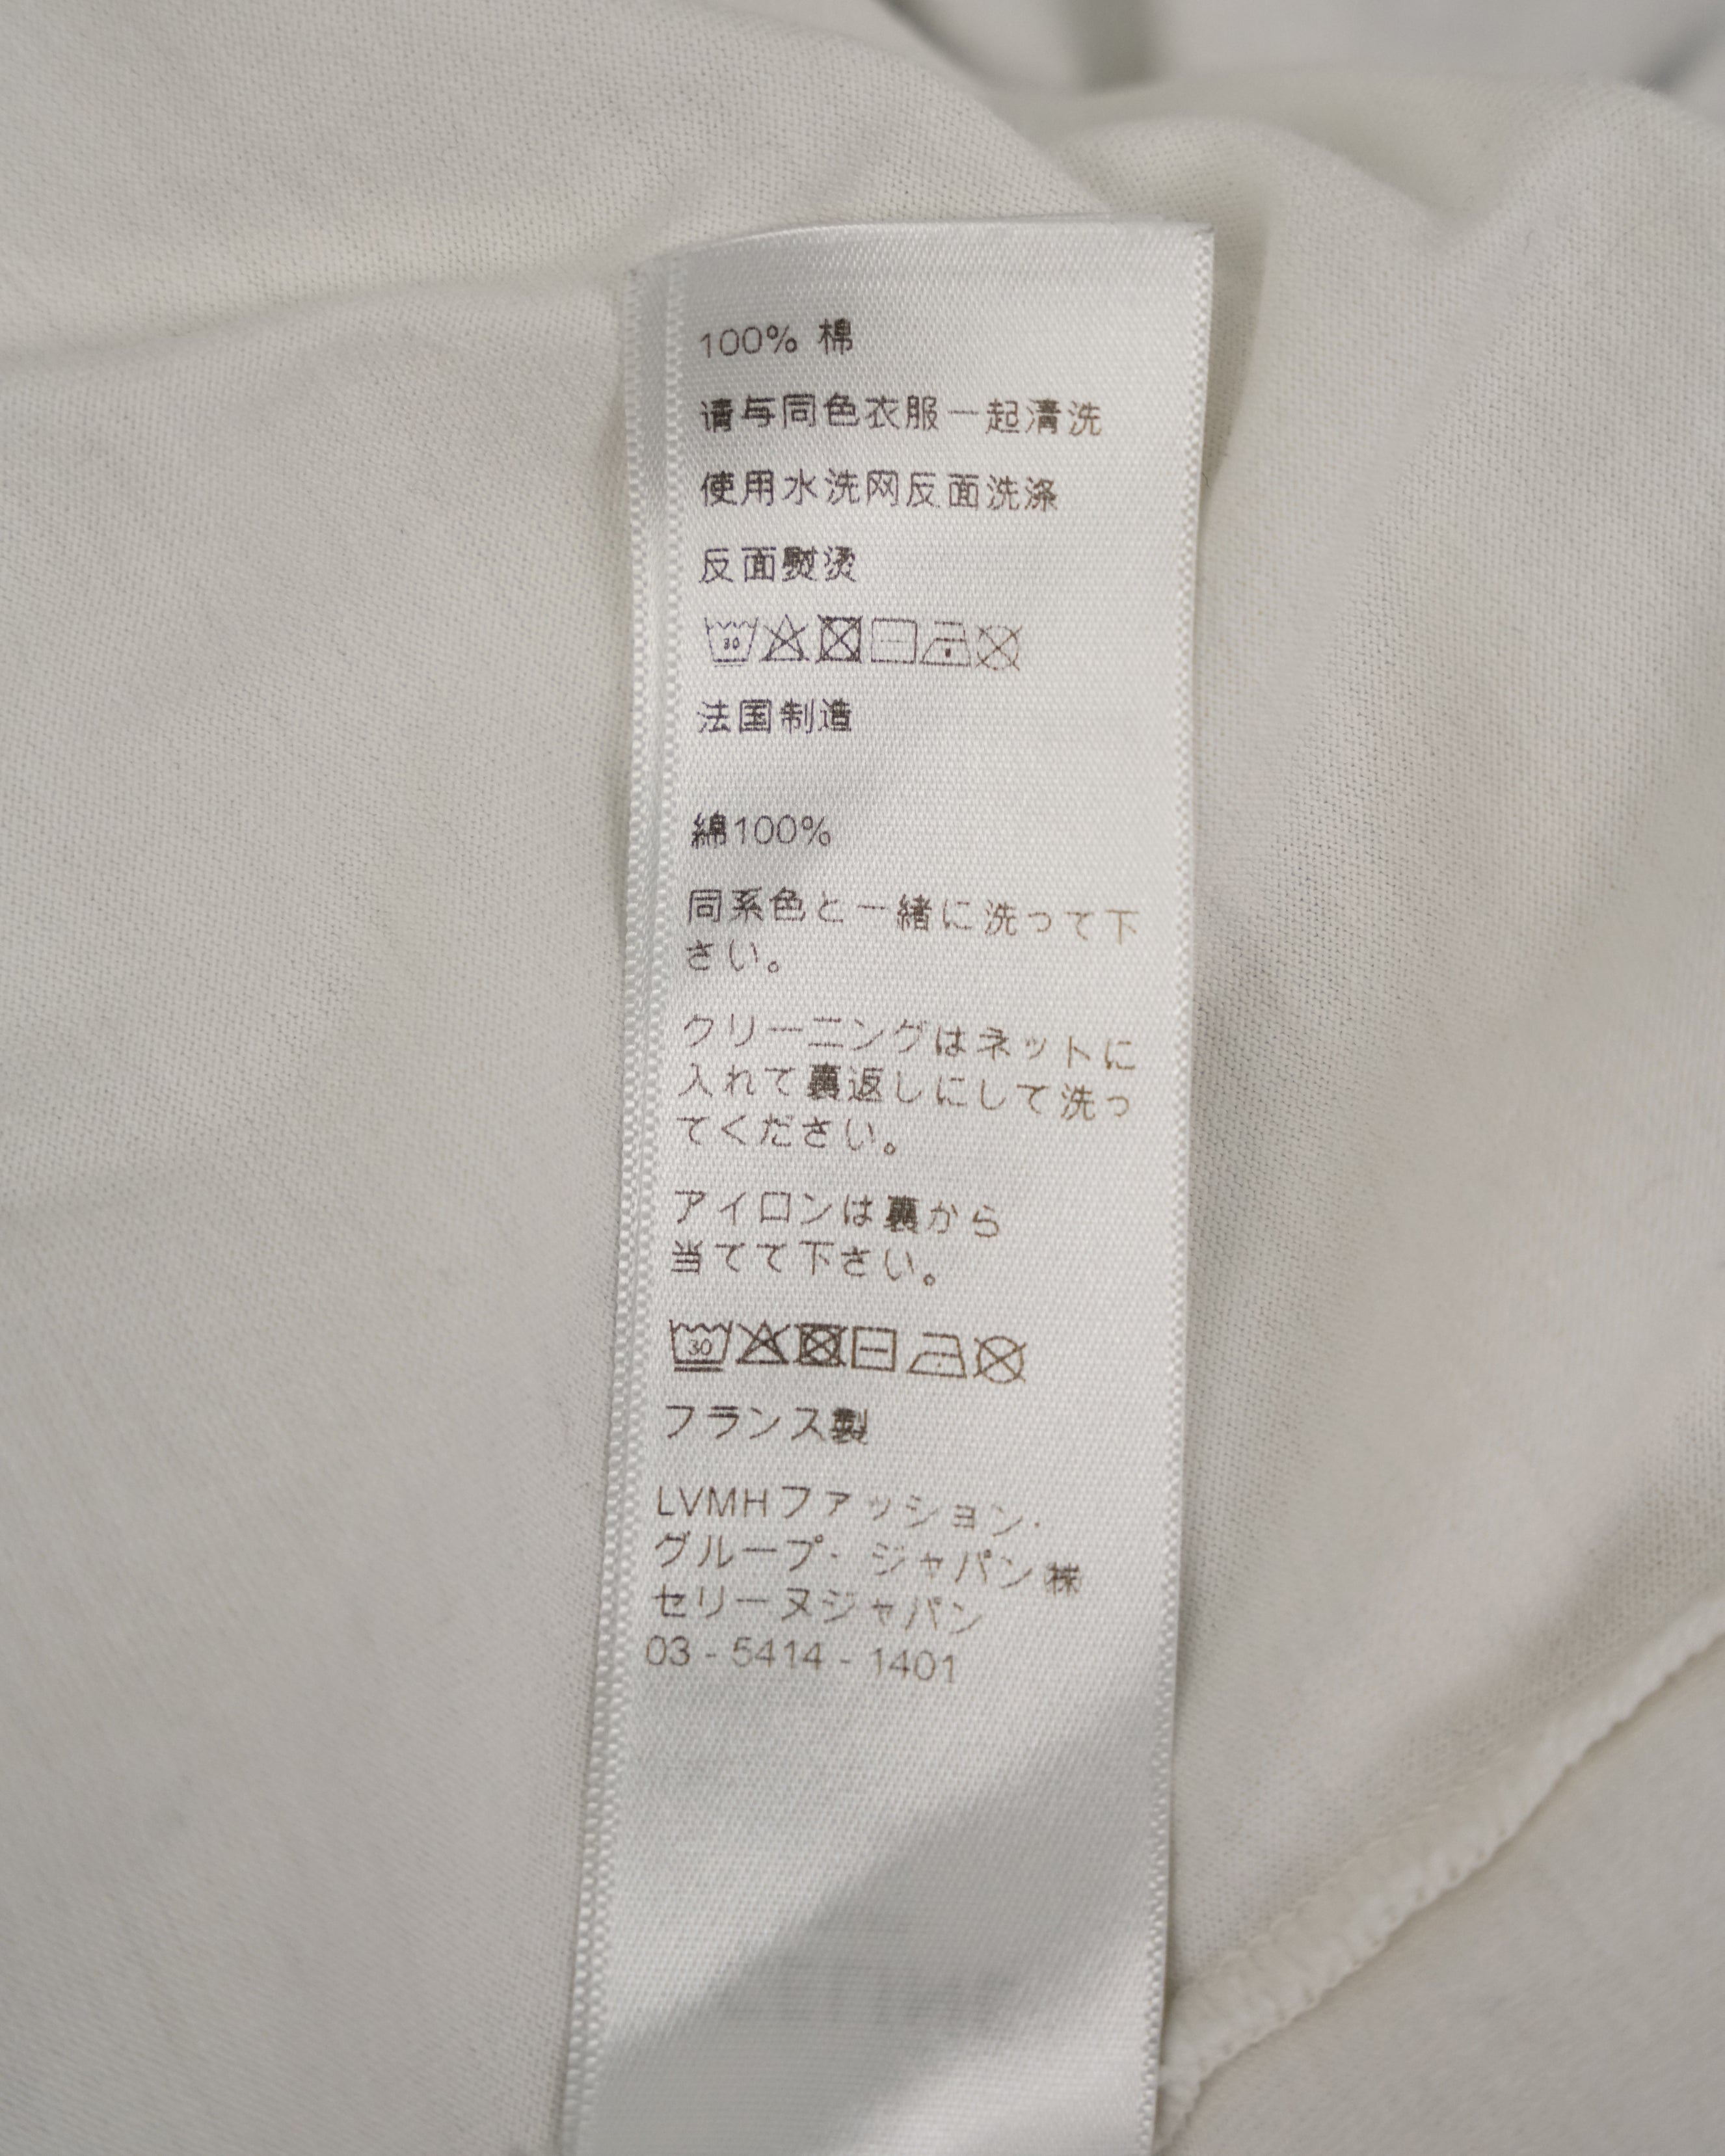 100% 棉
请与同色衣服一起清洗
使用水洗网反面洗涤
反面熨烫
30
法国制造
綿100%
同系色と一緒に洗って下
さい。
クリーニングはネットに
入れて裏返しにして洗っ
てください。
アイロンは裏から
当てて下さい。
30
フランス製
LVMHファッション·
グループ· ジャパン㈱
セリーヌジャパン
03 - 5414 - 1401